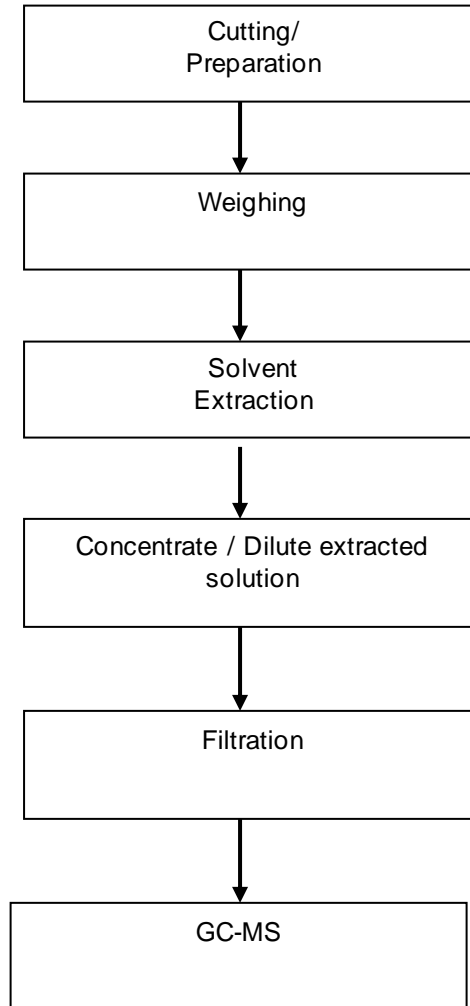 Cutting/
Preparation
Weighing
Solvent
Extraction
Concentrate / Dilute extracted
solution
Filtration
GC-MS